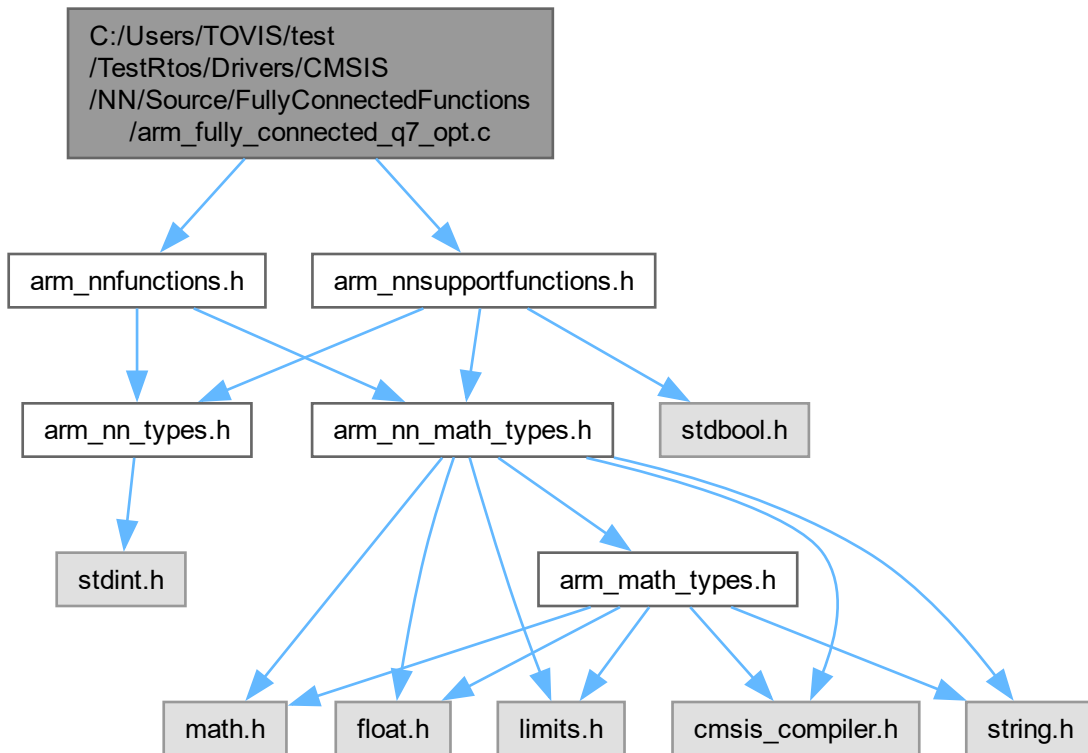 C:/Users/TOVIS/test
/TestRtos/Drivers/CMSIS
/NN/Source/FullyConnectedFunctions
/arm_fully_connected_q7_opt.c
arm_nnfunctions.h
arm_nnsupportfunctions.h
arm_nn_types.h
arm_nn_math_types.h
stdbool.h
stdint.h
arm_math_types.h
math.h
float.h
limits.h
cmsis_compiler.h
string.h